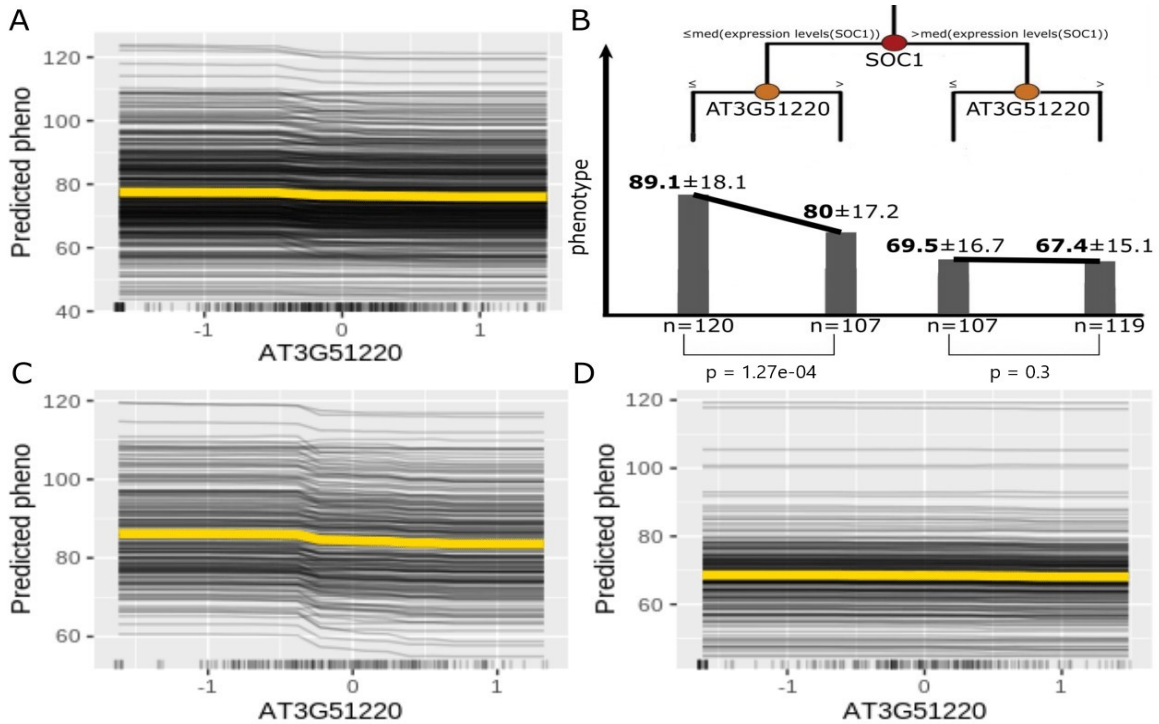 A
Predicted pheno
120
100
80
60
40
-1
0
1
AT3G51220
B
≤med(expression levels(SOC1))
>med(expression levels(SOC1))
SOC1
≤
>
≤
>
AT3G51220
AT3G51220
phenotype
89.1±18.1
80±17.2
69.5±16.7
67.4±15.1
n=120
n=107
n=107
n=119
p = 1.27e-04
p = 0.3
C
Predicted pheno
120
100
80
60
-1
0
1
AT3G51220
D
Predicted pheno
120
100
80
60
-1
0
1
AT3G51220